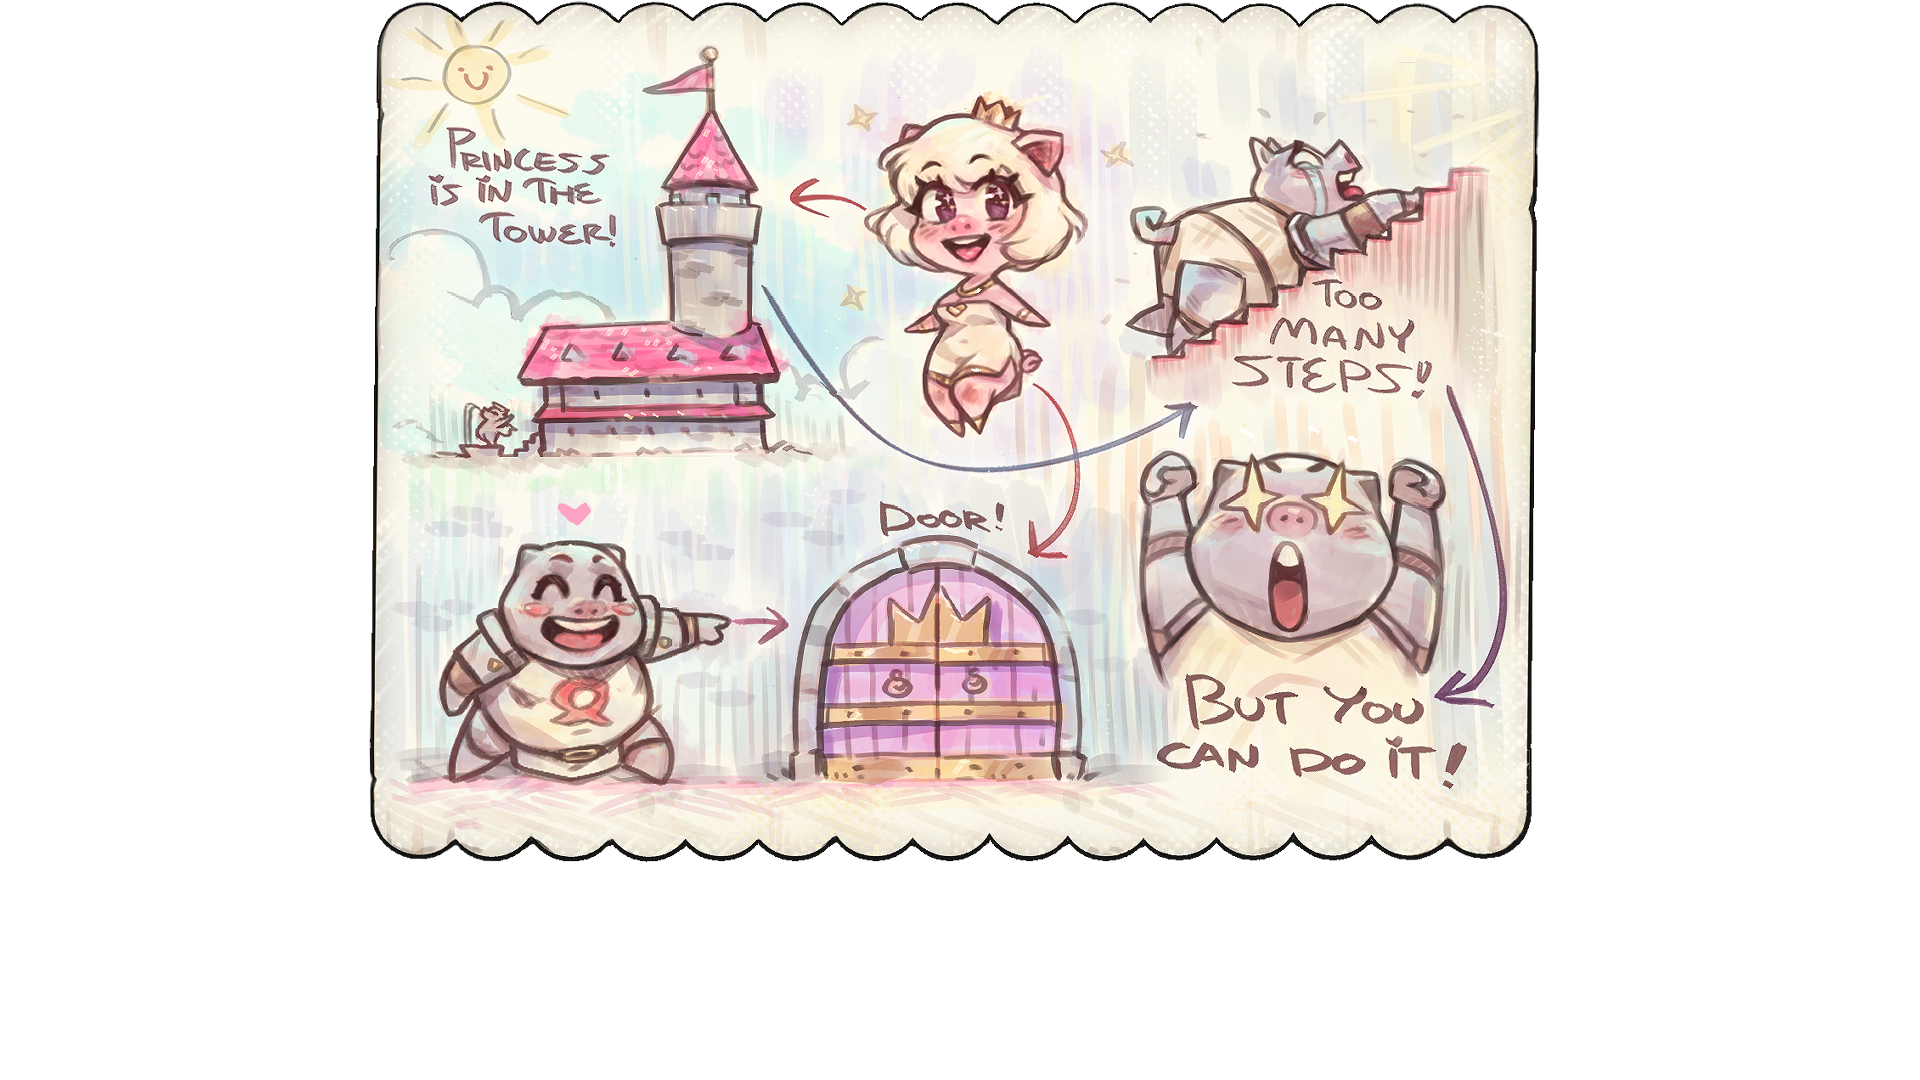 PRINCESS
iS iN THE
TOWER!
TOO
MANY
STEPS!
DOOR!
BUT YOU
CAN DO iT!